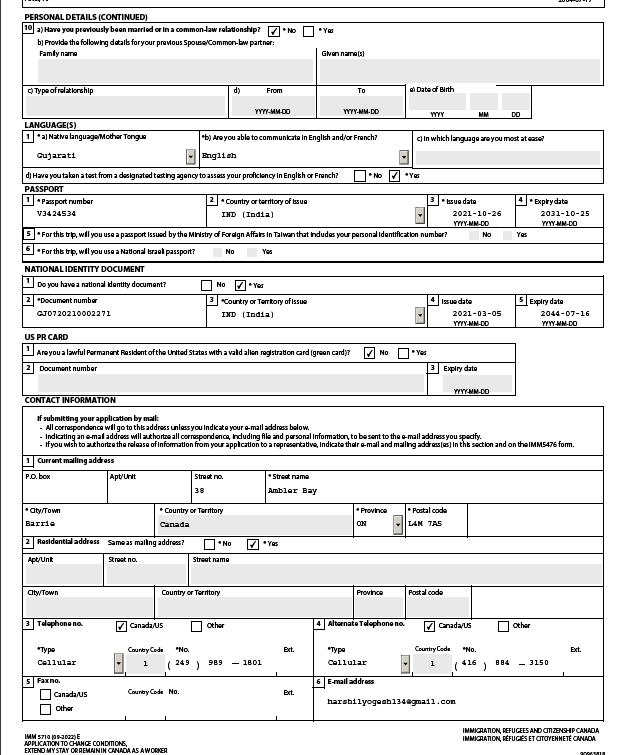 PERSONAL DETAILS (CONTINUED)
10 a) Have you previously been married or in a common-law relationship? ✓ * No * Yes
b) Provide the following details for your previous Spouse/Common-law partner:
Family name Given name(s)
c) Type of relationship d) From To e) Date of Birth
YYYY-MM-DD YYYY-MM-DD YYYY MM DD
LANGUAGE(S)
1 * a) Native language/Mother Tongue *b) Are you able to communicate in English and/or French? c) In which language are you most at ease?
Gujarati English
d) Have you taken a test from a designated testing agency to assess your proficiency in English or French? * No ✓ * Yes
PASSPORT
1 * Passport number 2 * Country or territory of issue 3 * Issue date 4 * Expiry date
V3424534 IND (India) 2021-10-26 2031-10-25
YYYY-MM-DD YYYY-MM-DD
5 * For this trip, will you use a passport issued by the Ministry of Foreign Affairs in Taiwan that includes your personal identification number? No Yes
6 * For this trip, will you use a National Israeli passport? No Yes
NATIONAL IDENTITY DOCUMENT
1 Do you have a national identity document? No ✓ * Yes
2 *Document number 3 *Country or Territory of issue 4 Issue date 5 Expiry date
GJ0720210002271 IND (India) 2021-03-05 2044-07-16
YYYY-MM-DD YYYY-MM-DD
US PR CARD
1 Are you a lawful Permanent Resident of the United States with a valid alien registration card (green card)? ✓ No * Yes
2 Document number 3 Expiry date
YYYY-MM-DD
CONTACT INFORMATION
If submitting your application by mail:
- All correspondence will go to this address unless you indicate your e-mail address below.
- Indicating an e-mail address will authorize all correspondence, including file and personal information, to be sent to the e-mail address you specify.
- If you wish to authorize the release of information from your application to a representative, indicate their e-mail and mailing address(es) in this section and on the IMM5476 form.
1 Current mailing address
P.O. box Apt/Unit Street no. * Street name
38 Ambler Bay
* City/Town * Country or Territory * Province * Postal code
Barrie Canada ON L4M 7A5
2 Residential address Same as mailing address? * No ✓ * Yes
Apt/Unit Street no. Street name
City/Town Country or Territory Province Postal code
3 Telephone no. ✓ Canada/US Other 4 Alternate Telephone no. ✓ Canada/US Other
*Type Country Code *No. Ext. *Type Country Code *No. Ext.
Cellular 1 ( 249 ) 989 — 1801 Cellular 1 ( 416 ) 884 — 3150
5 Fax no. Canada/US Other Country Code No. Ext. 6 E-mail address
harshilyogesh134@gmail.com
IMM 5710 (09-2022) E
APPLICATION TO CHANGE CONDITIONS,
EXTEND MY STAY OR REMAIN IN CANADA AS A WORKER
IMMIGRATION, REFUGEES AND CITIZENSHIP CANADA
IMMIGRATION, RÉFUGIÉS ET CITOYENNETÉ CANADA